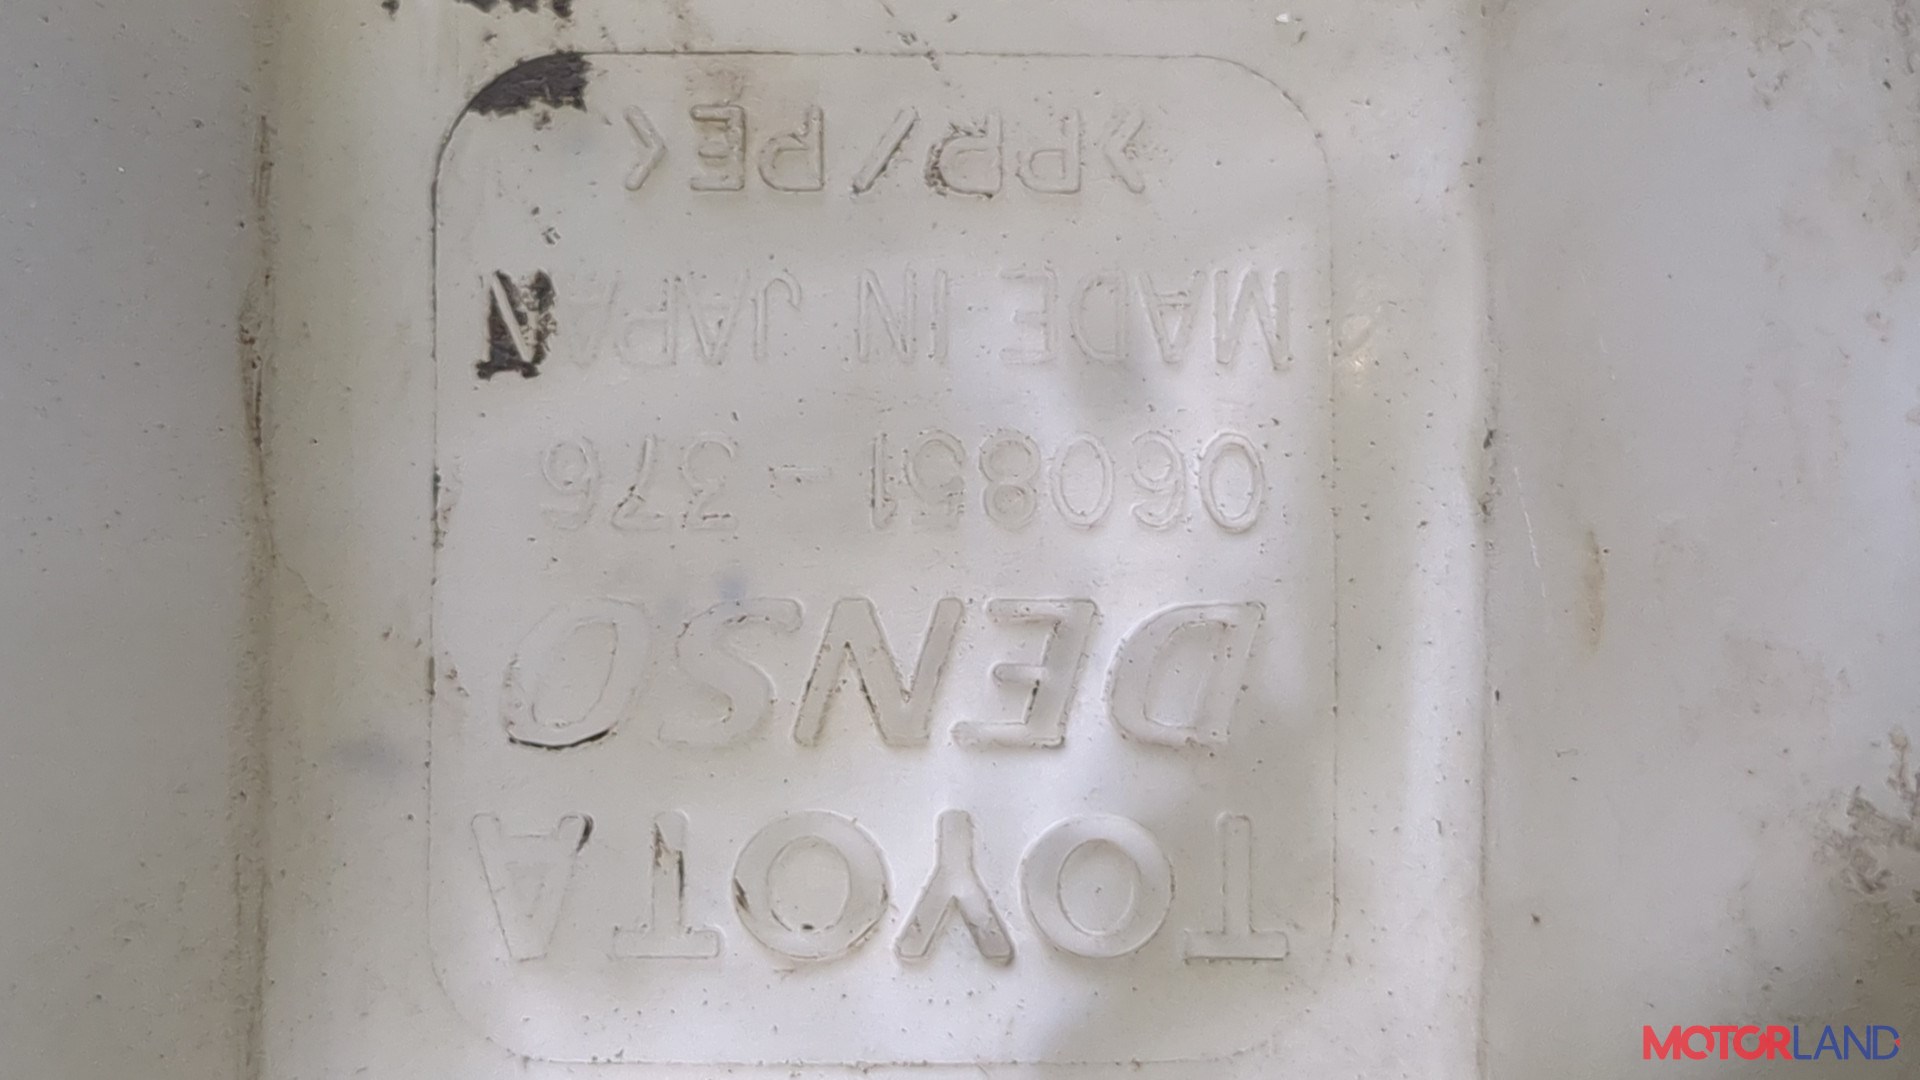 TOYOTA
DENSO
060851-376
MADE IN JAPAN
>PP/PE<
MOTORLAND